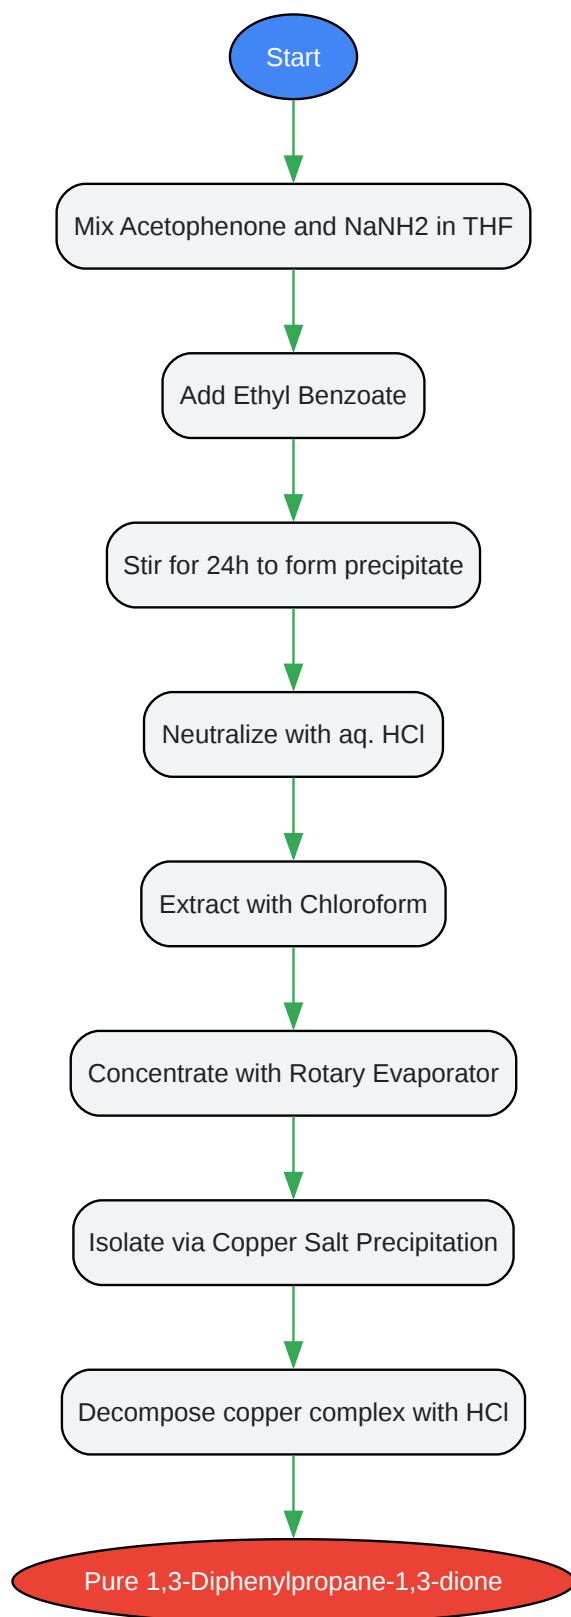 Start
Mix Acetophenone and NaNH2 in THF
Add Ethyl Benzoate
Stir for 24h to form precipitate
Neutralize with aq. HCl
Extract with Chloroform
Concentrate with Rotary Evaporator
Isolate via Copper Salt Precipitation
Decompose copper complex with HCl
Pure 1,3-Diphenylpropane-1,3-dione